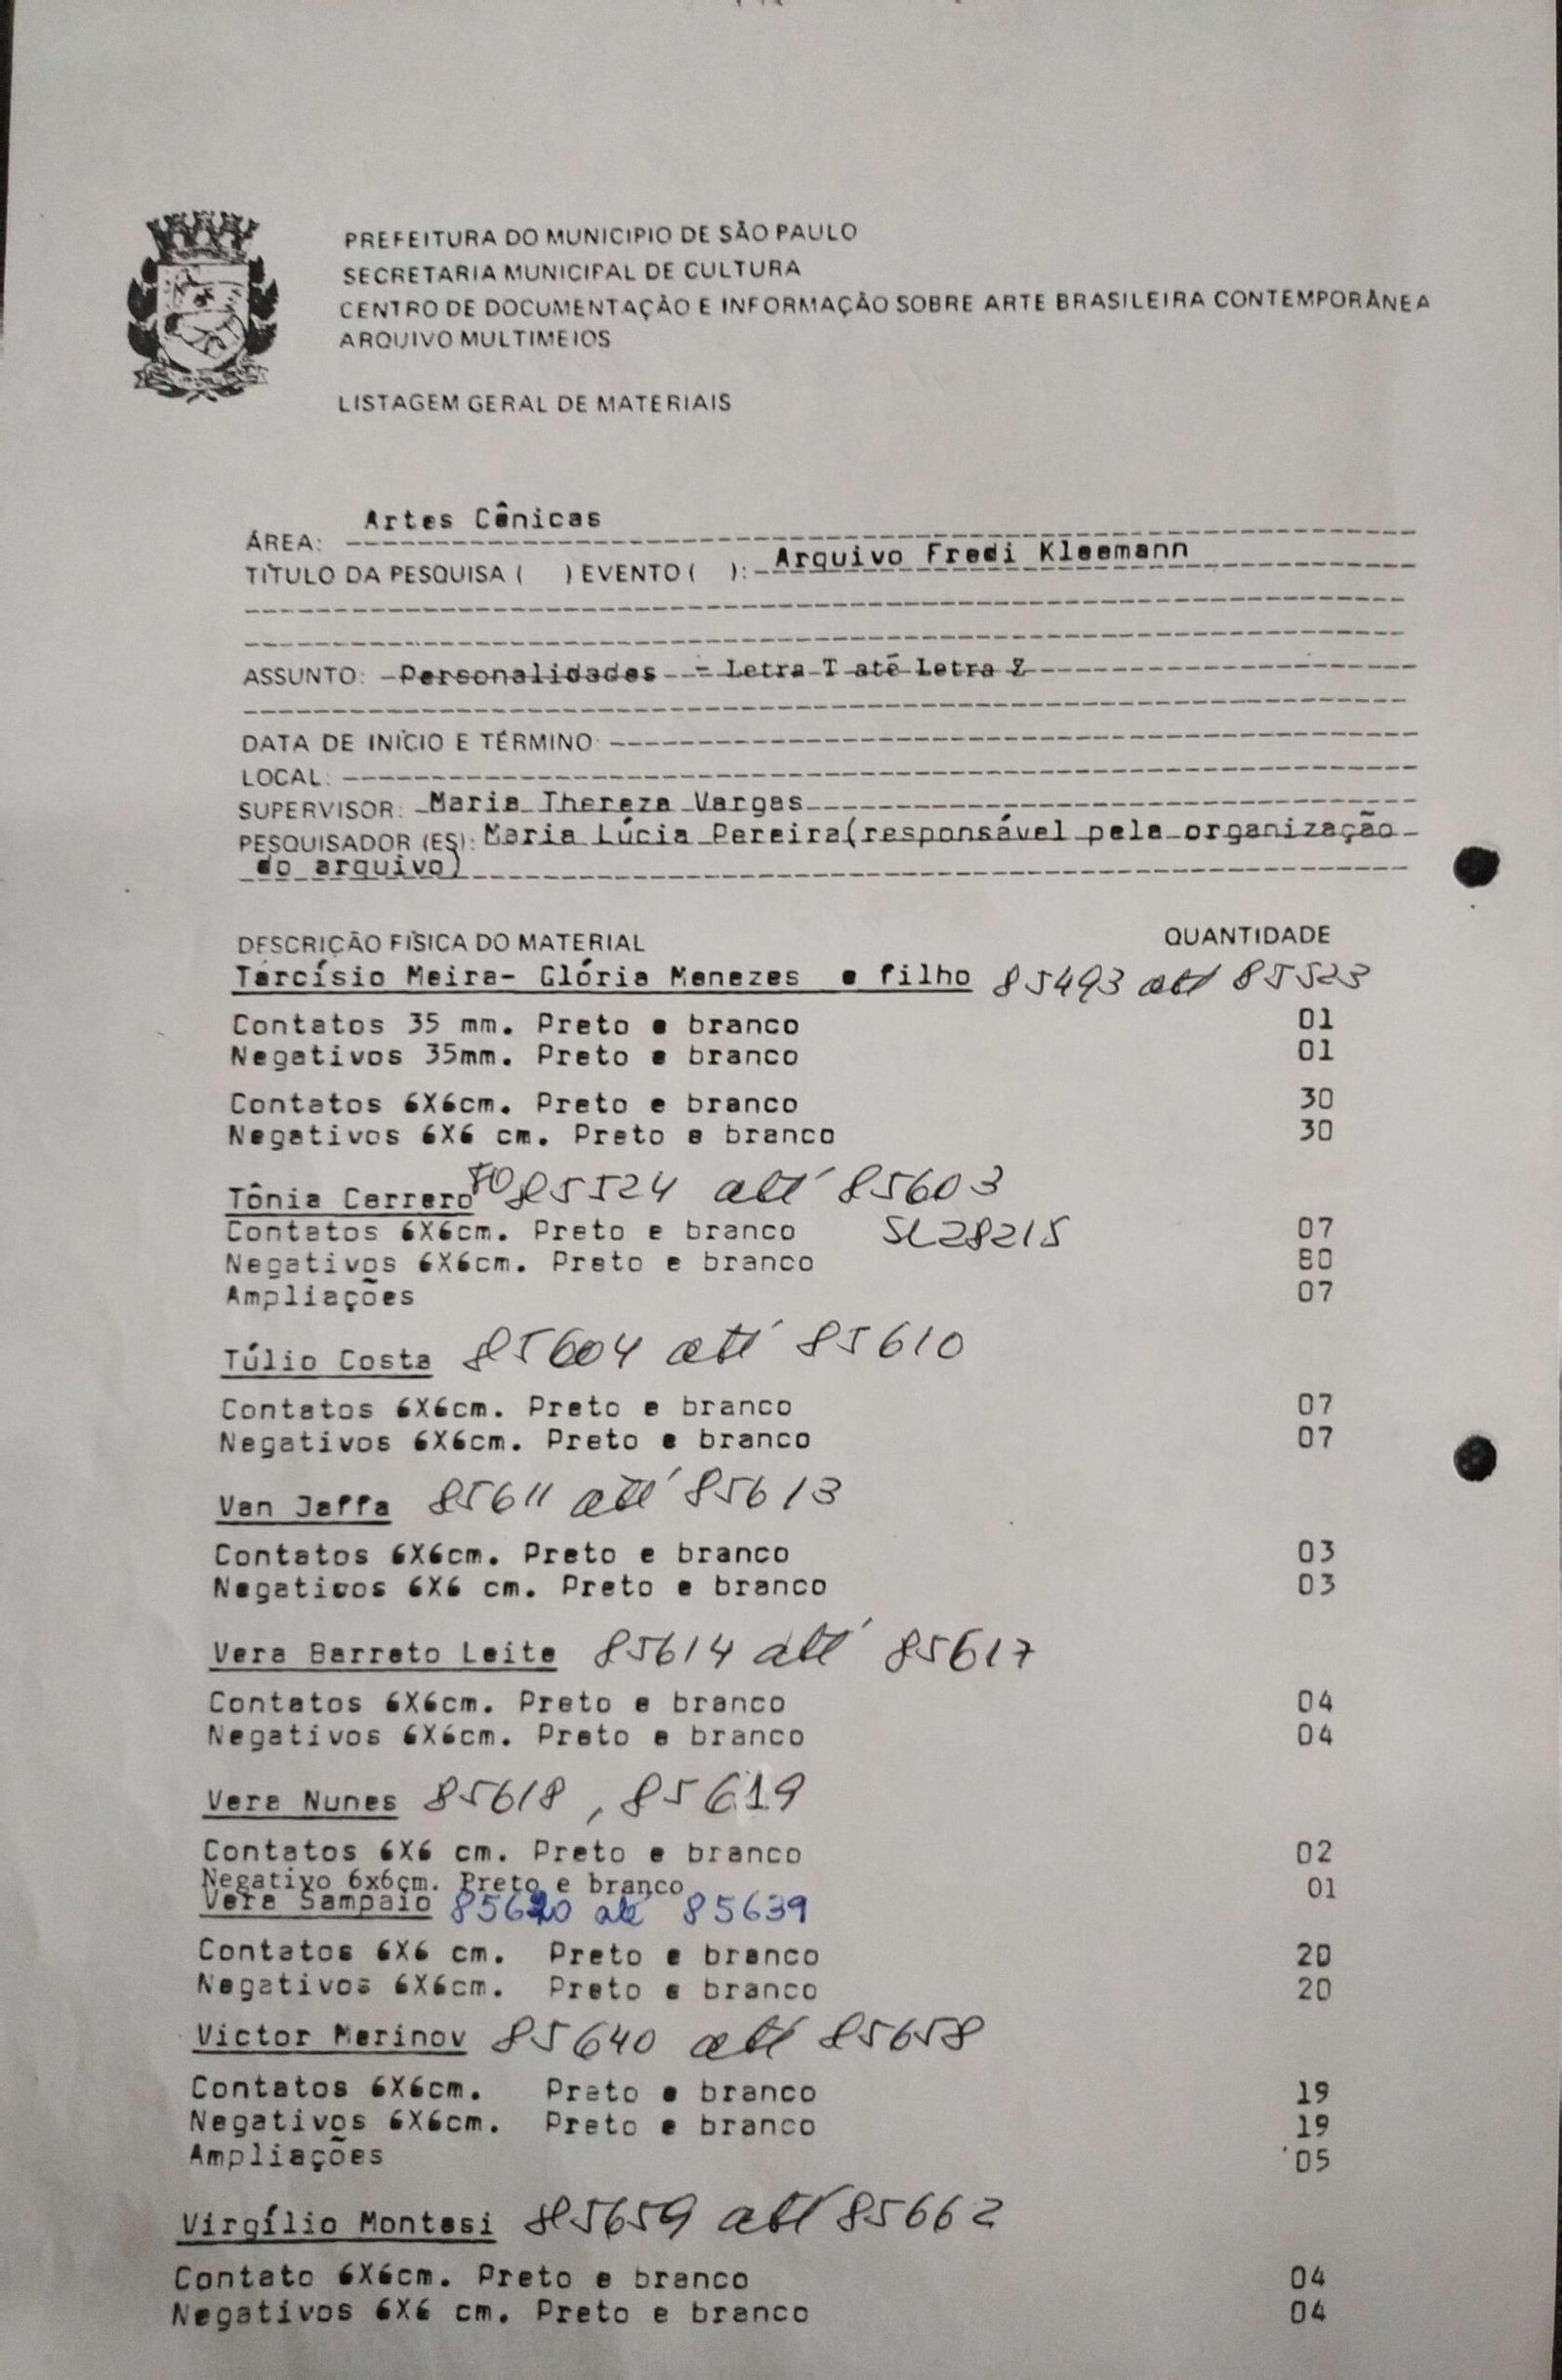 PREFEITURA DO MUNICIPIO DE SÃO PAULO
SECRETARIA MUNICIPAL DE CULTURA
CENTRO DE DOCUMENTAÇÃO E INFORMAÇÃO SOBRE ARTE BRASILEIRA CONTEMPORÂNEA
ARQUIVO MULTIMEIOS
LISTAGEM GERAL DE MATERIAIS
ÁREA: Artes Cênicas
TÍTULO DA PESQUISA ( ) EVENTO ( ): Arquivo Fredi Kleemann
ASSUNTO: Personalidades - Letra T até Letra Z
DATA DE INÍCIO E TÉRMINO:
LOCAL:
SUPERVISOR: Maria Thereza Vargas
PESQUISADOR (ES): Maria Lúcia Pereira(responsável pela organização
do arquivo)
DESCRIÇÃO FÍSICA DO MATERIAL QUANTIDADE
Tarcísio Meira- Glória Menezes e filho 85493 até 85523
Contatos 35 mm. Preto e branco 01
Negativos 35mm. Preto e branco 01
Contatos 6X6cm. Preto e branco 30
Negativos 6X6 cm. Preto e branco 30
Tônia Carrero 85524 até 85603
Contatos 6X6cm. Preto e branco SL28215 07
Negativos 6X6cm. Preto e branco 80
Ampliações 07
Túlio Costa 85604 até 85610
Contatos 6X6cm. Preto e branco 07
Negativos 6X6cm. Preto e branco 07
Van Jaffa 85611 até 85613
Contatos 6X6cm. Preto e branco 03
Negaticos 6X6 cm. Preto e branco 03
Vera Barreto Leite 85614 até 85617
Contatos 6X6cm. Preto e branco 04
Negativos 6X6cm. Preto e branco 04
Vera Nunes 85618, 85619
Contatos 6X6 cm. Preto e branco 02
Negativo 6x6cm. Preto e branco 01
Vera Sampaio 85620 até 85639
Contatos 6X6 cm. Preto e branco 20
Negativos 6X6cm. Preto e branco 20
Victor Merinov 85640 até 85658
Contatos 6X6cm. Preto e branco 19
Negativos 6X6cm. Preto e branco 19
Ampliações 05
Virgílio Montesi 85659 até 85662
Contato 6X6cm. Preto e branco 04
Negativos 6X6 cm. Preto e branco 04